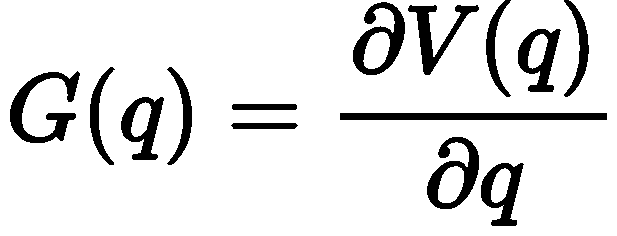 G(q) = ∂V(q)/∂q